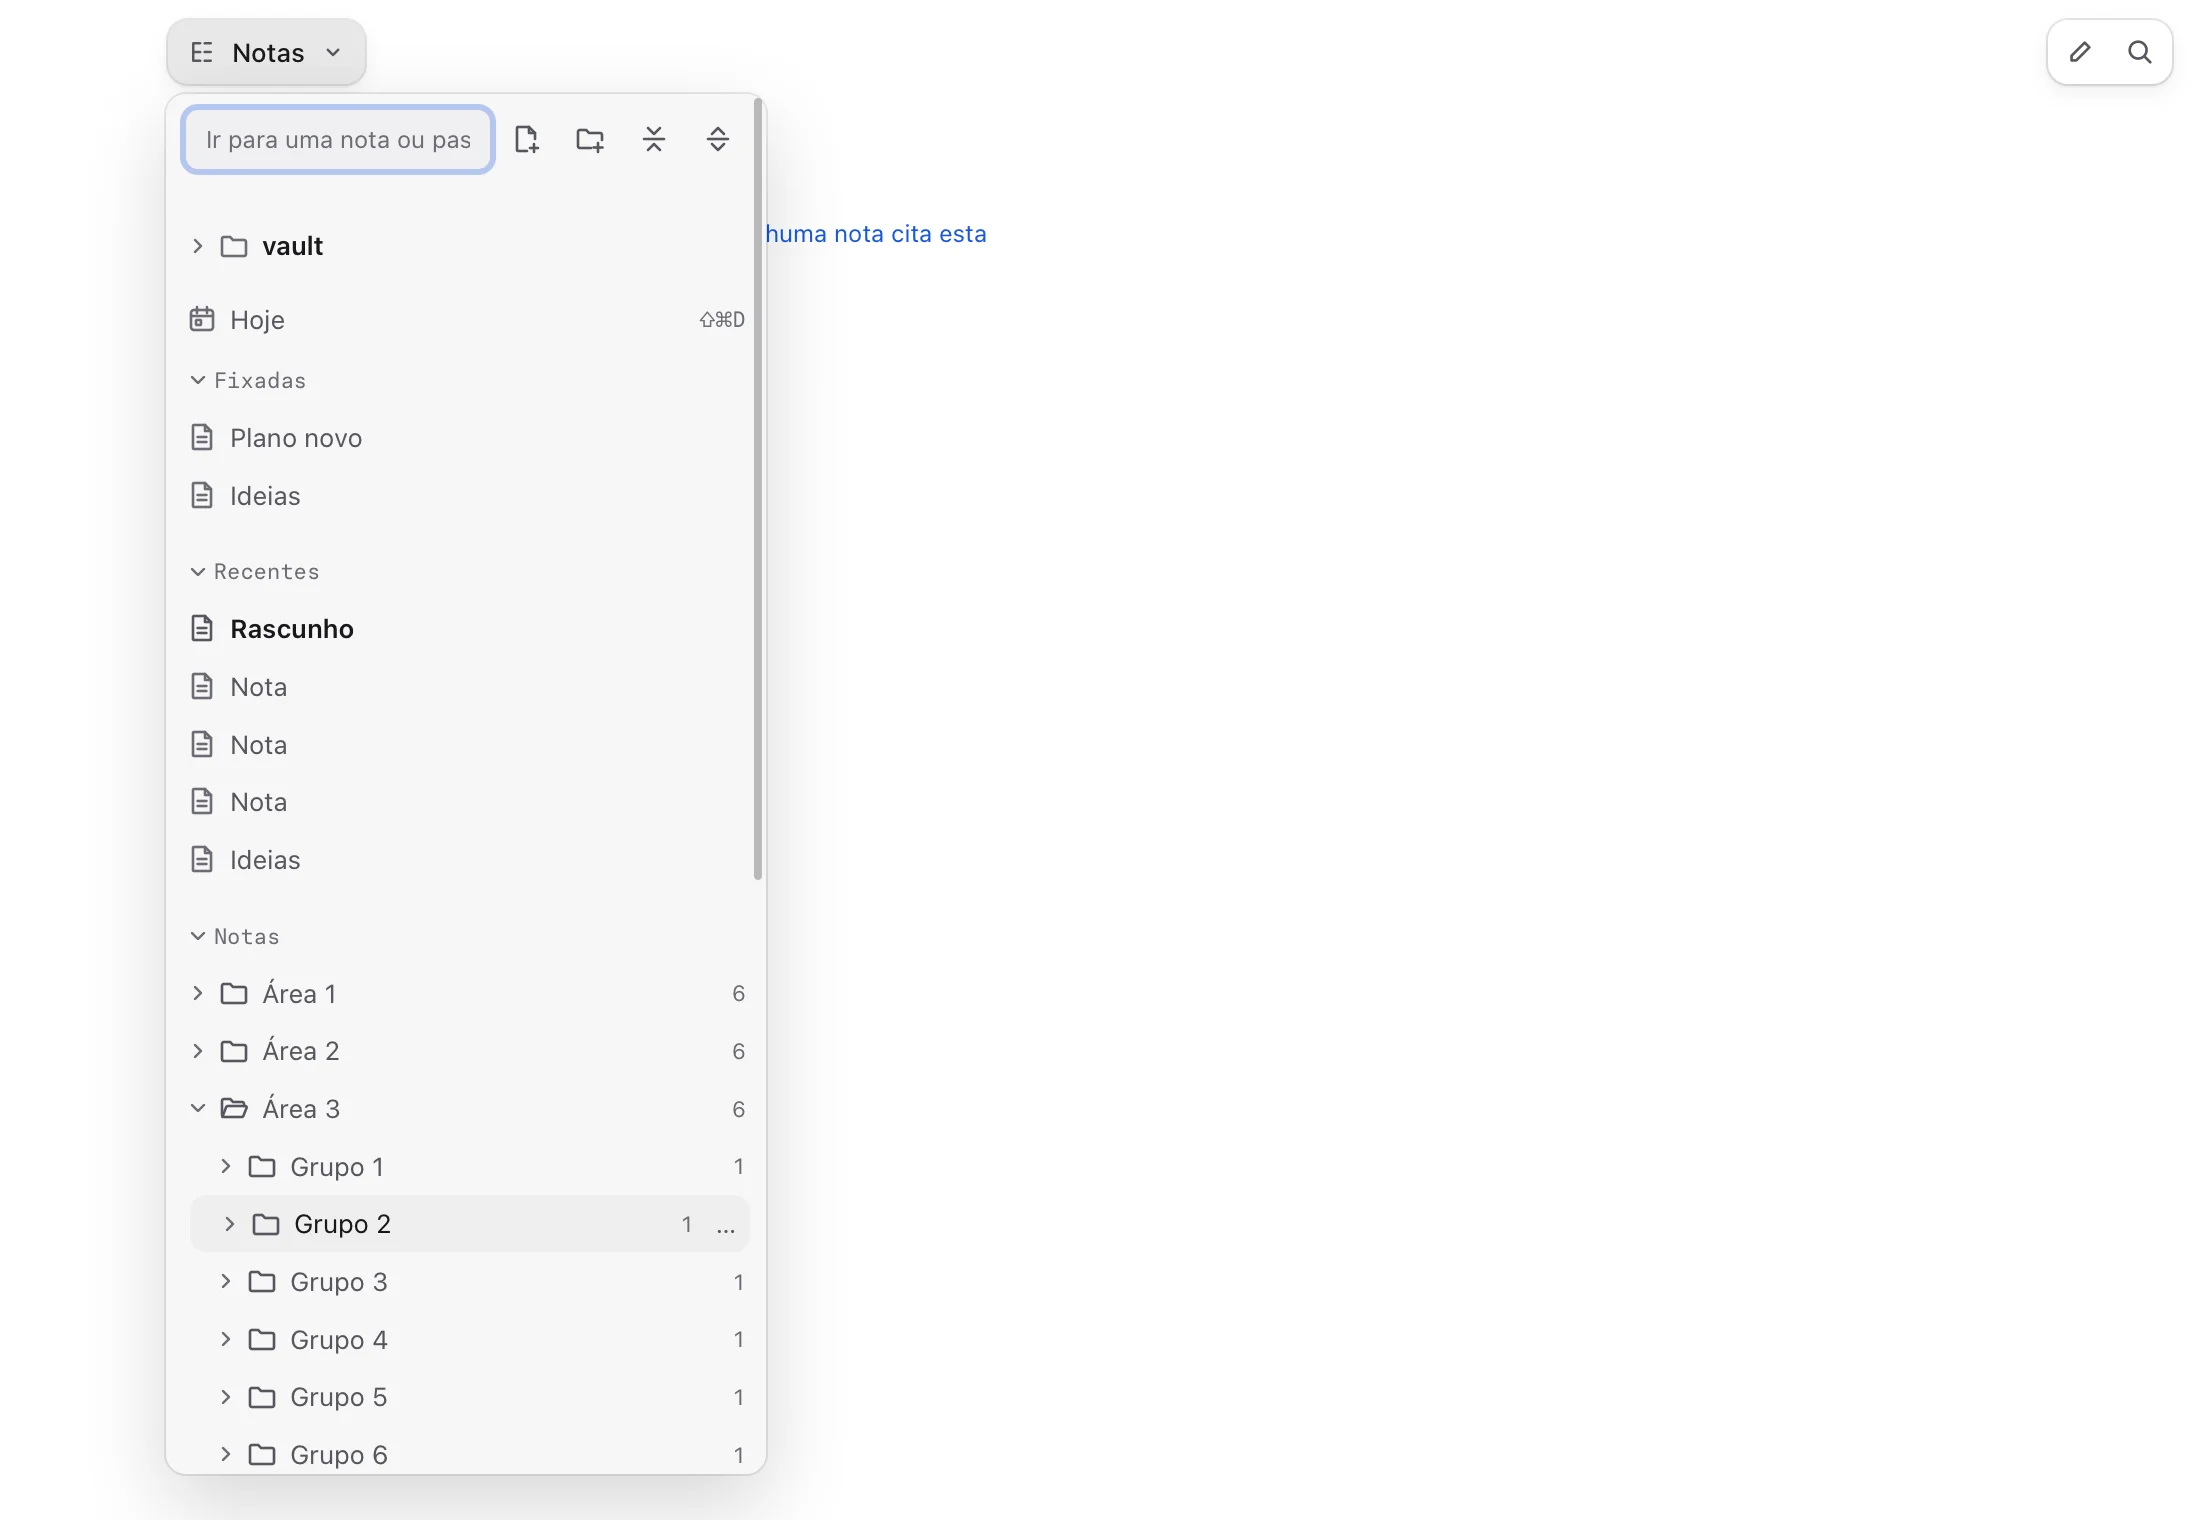 Notas
Ir para uma nota ou pas
vault
huma nota cita esta
Hoje ⇧⌘D
Fixadas
Plano novo
Ideias
Recentes
Rascunho
Nota
Nota
Nota
Ideias
Notas
Área 1 6
Área 2 6
Área 3 6
Grupo 1 1
Grupo 2 1 ...
Grupo 3 1
Grupo 4 1
Grupo 5 1
Grupo 6 1